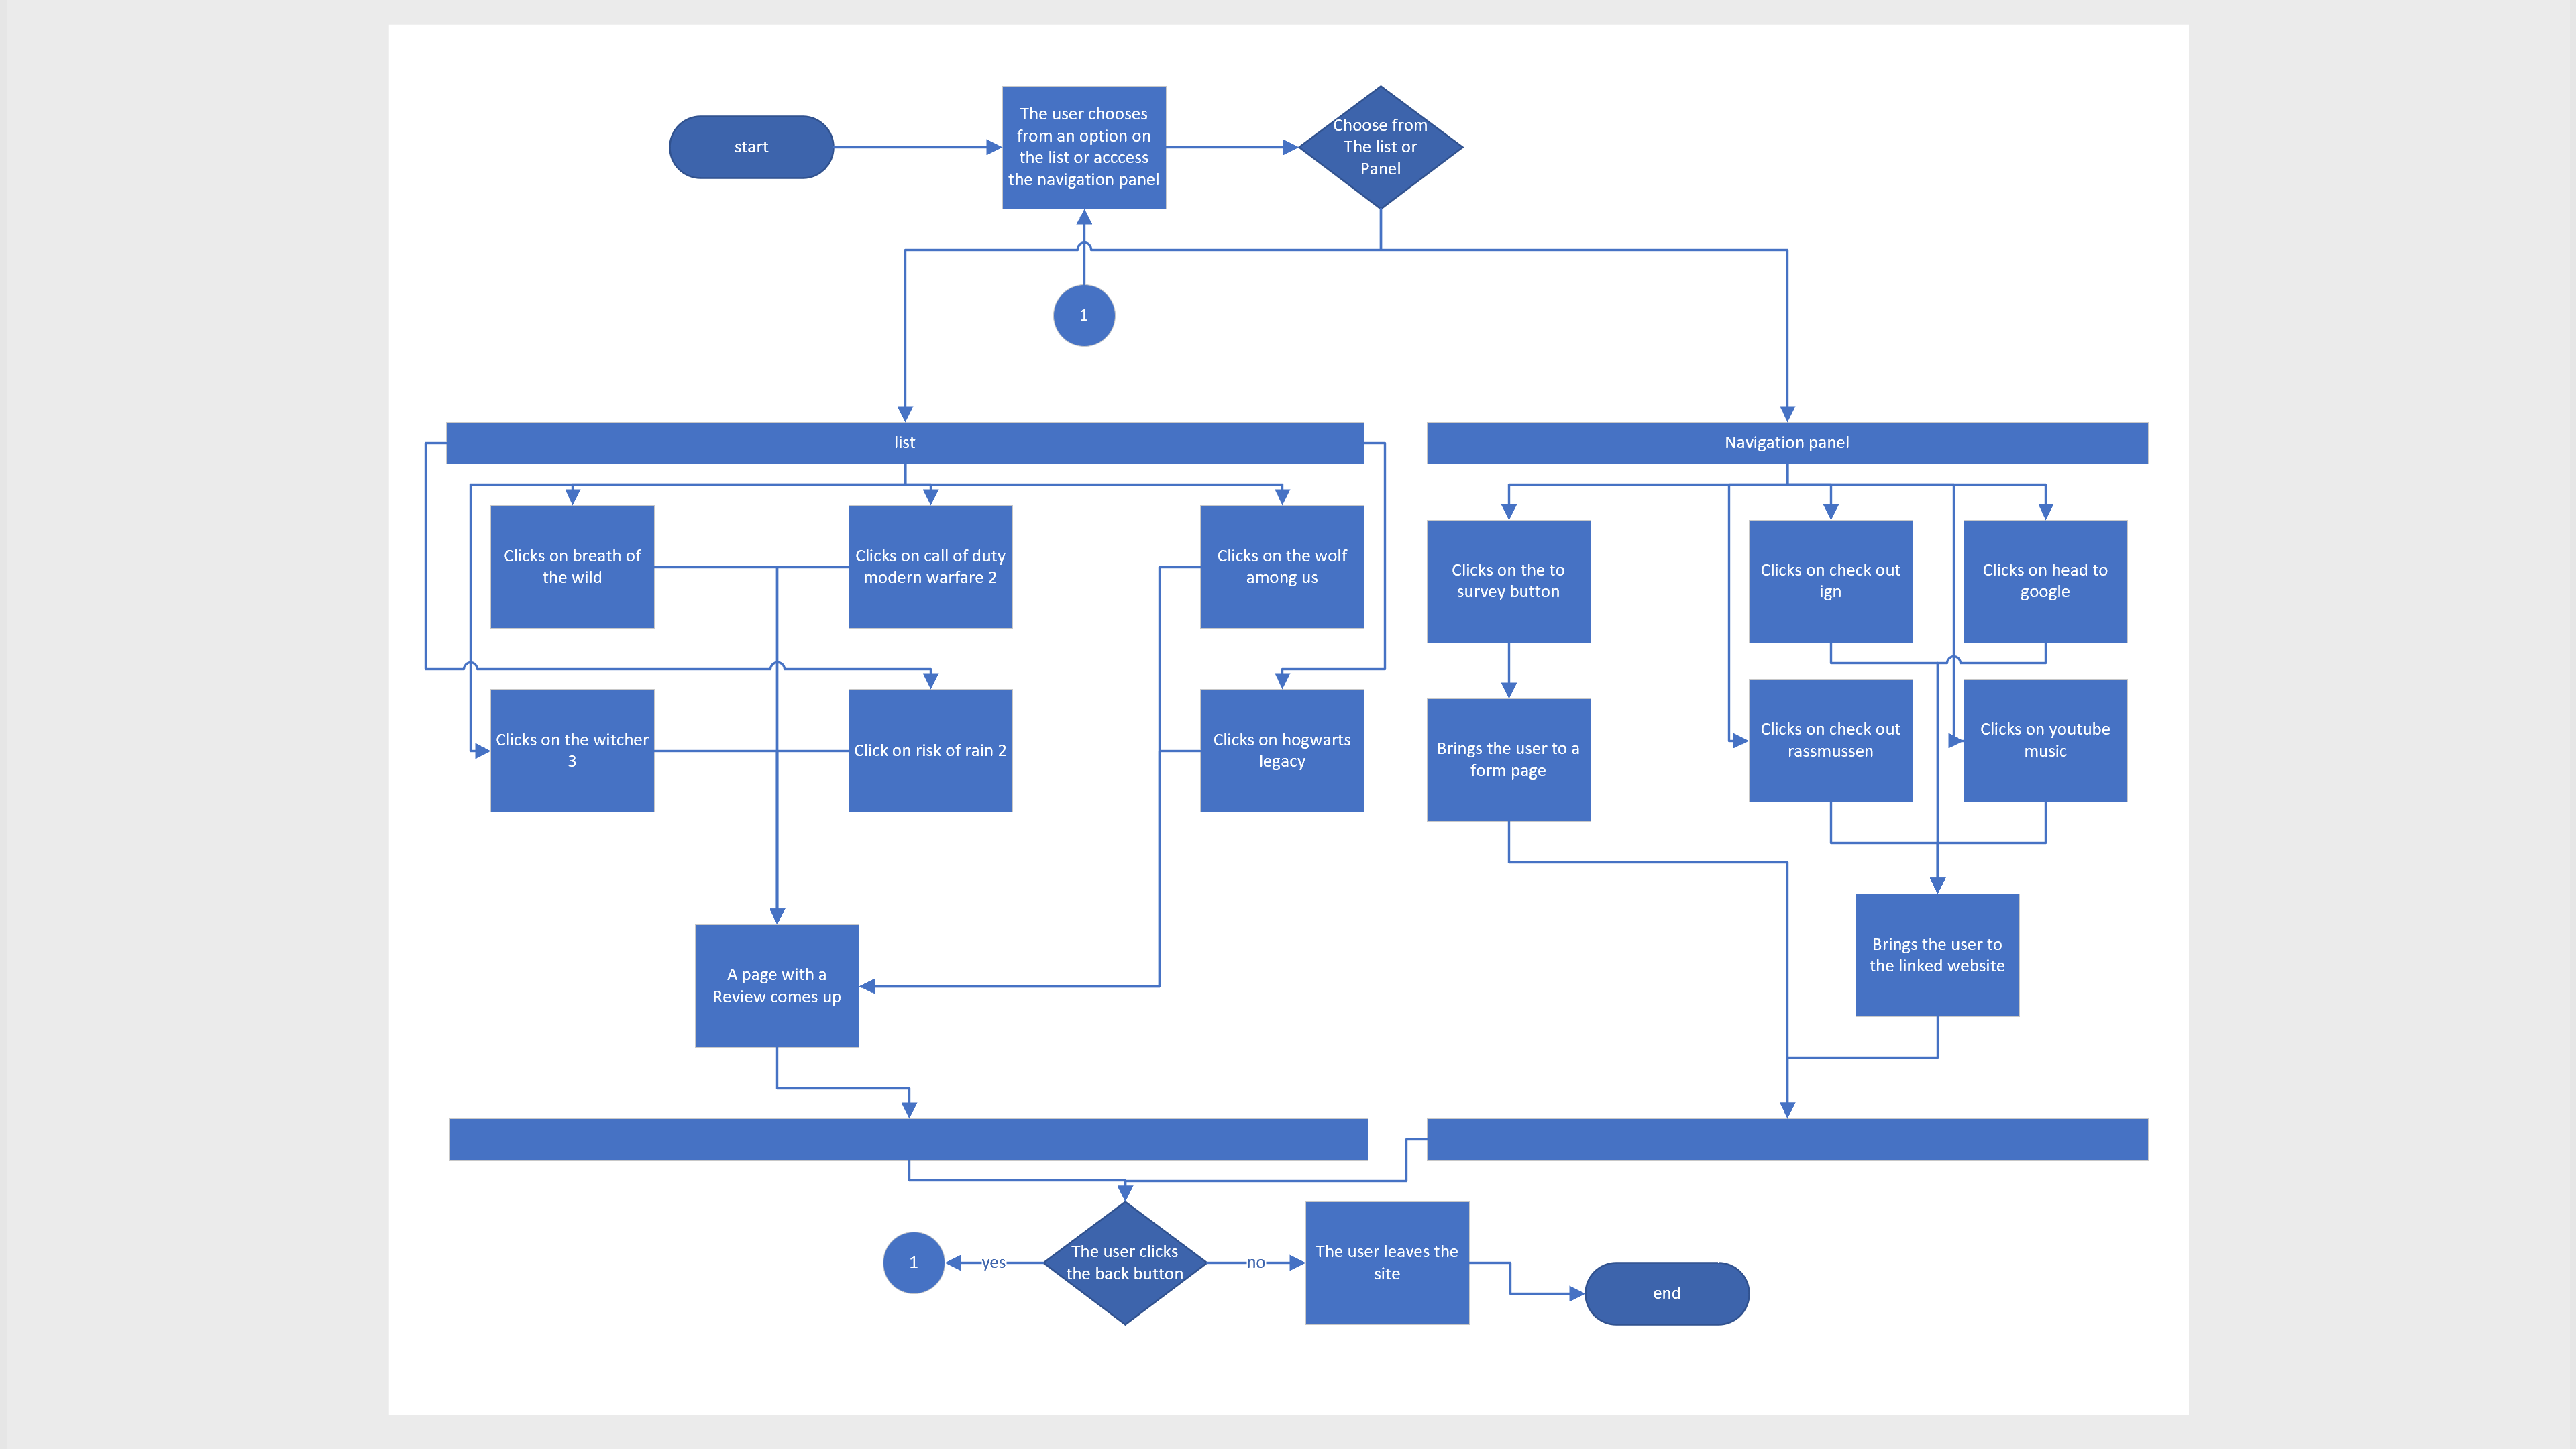 start
The user chooses
from an option on
the list or acccess
the navigation panel
Choose from
The list or
Panel
1
list
Navigation panel
Clicks on breath of
the wild
Clicks on call of duty
modern warfare 2
Clicks on the wolf
among us
Clicks on the to
survey button
Clicks on check out
ign
Clicks on head to
google
Clicks on the witcher
3
Click on risk of rain 2
Clicks on hogwarts
legacy
Brings the user to a
form page
Clicks on check out
rassmussen
Clicks on youtube
music
A page with a
Review comes up
Brings the user to
the linked website
1
yes
The user clicks
the back button
no
The user leaves the
site
end